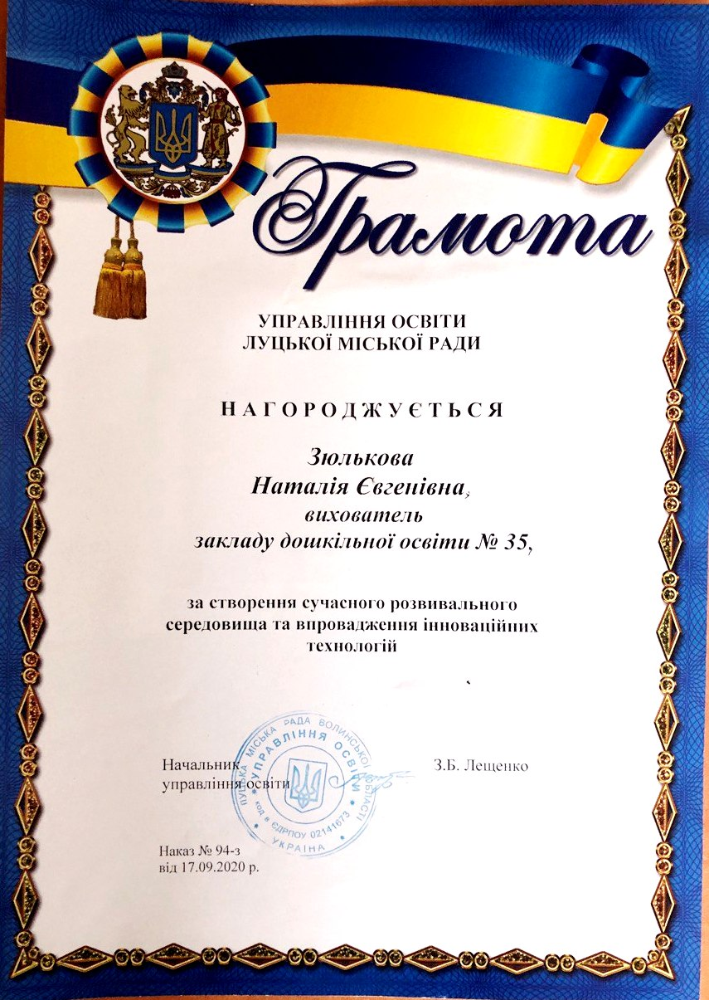 Грамота
УПРАВЛІННЯ ОСВІТИ
ЛУЦЬКОЇ МІСЬКОЇ РАДИ
НАГОРОДЖУЄТЬСЯ
Зюлькова
Наталія Євгенівна,
вихователь
закладу дошкільної освіти № 35,
за створення сучасного розвивального
середовища та впровадження інноваційних
технологій
Начальник
управління освіти
З.Б. Лещенко
ЛУЦЬКА МІСЬКА РАДА ВОЛИНСЬКОЇ ОБЛАСТІ
* УПРАВЛІННЯ ОСВІТИ *
код в ЄДРПОУ 02141673
* УКРАЇНА *
Наказ № 94-з
від 17.09.2020 р.